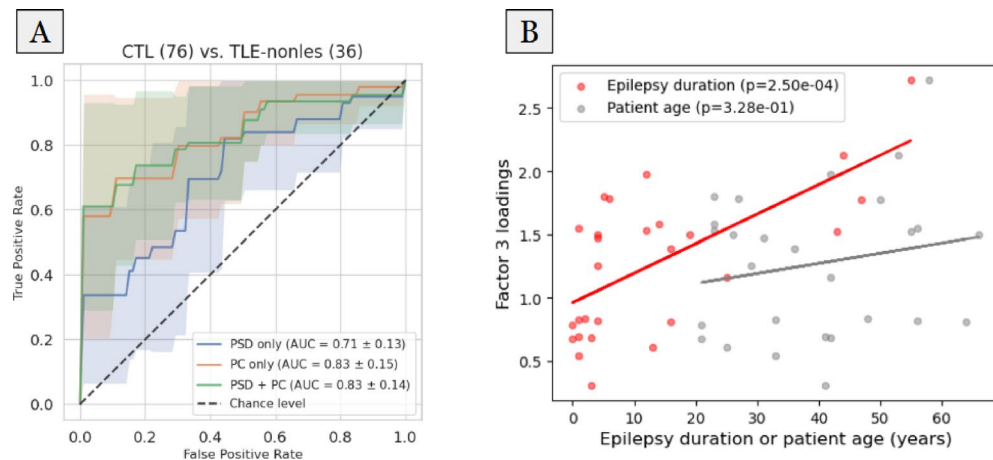 A
CTL (76) vs. TLE-nonles (36)
1.0
0.8
0.6
0.4
0.2
0.0
True Positive Rate
0.0 0.2 0.4 0.6 0.8 1.0
False Positive Rate
PSD only (AUC = 0.71 ± 0.13)
PC only (AUC = 0.83 ± 0.15)
PSD + PC (AUC = 0.83 ± 0.14)
Chance level
B
Epilepsy duration (p=2.50e-04)
Patient age (p=3.28e-01)
2.5
2.0
1.5
1.0
0.5
Factor 3 loadings
0 10 20 30 40 50 60
Epilepsy duration or patient age (years)